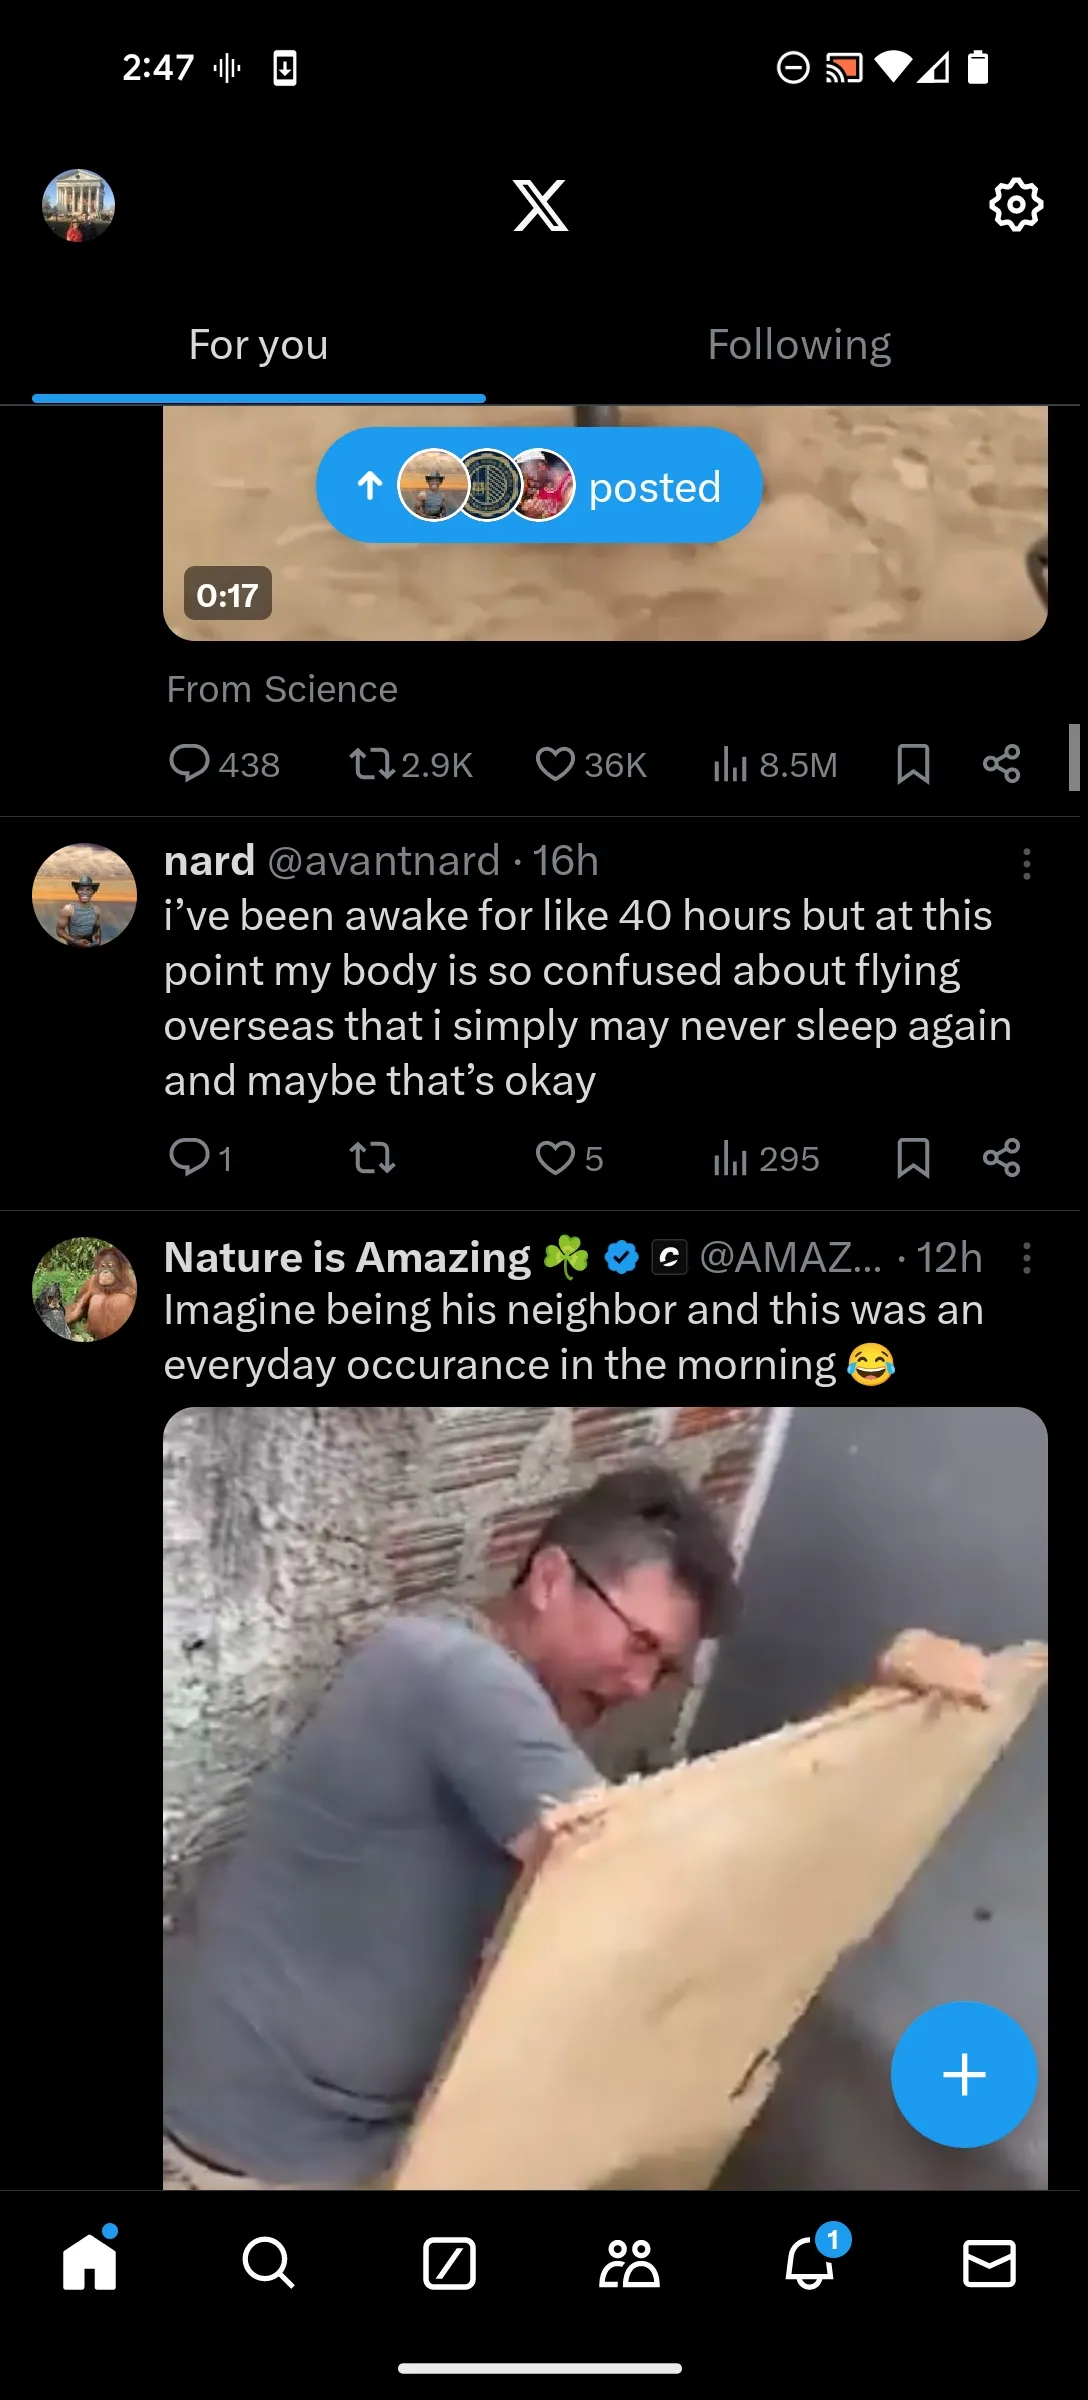 2:47
For you
Following
posted
0:17
From Science
438 2.9K 36K 8.5M
nard @avantnard · 16h
i’ve been awake for like 40 hours but at this
point my body is so confused about flying
overseas that i simply may never sleep again
and maybe that’s okay
1 5 295
Nature is Amazing ☘️ @AMAZ... · 12h
Imagine being his neighbor and this was an
everyday occurance in the morning 😂
1